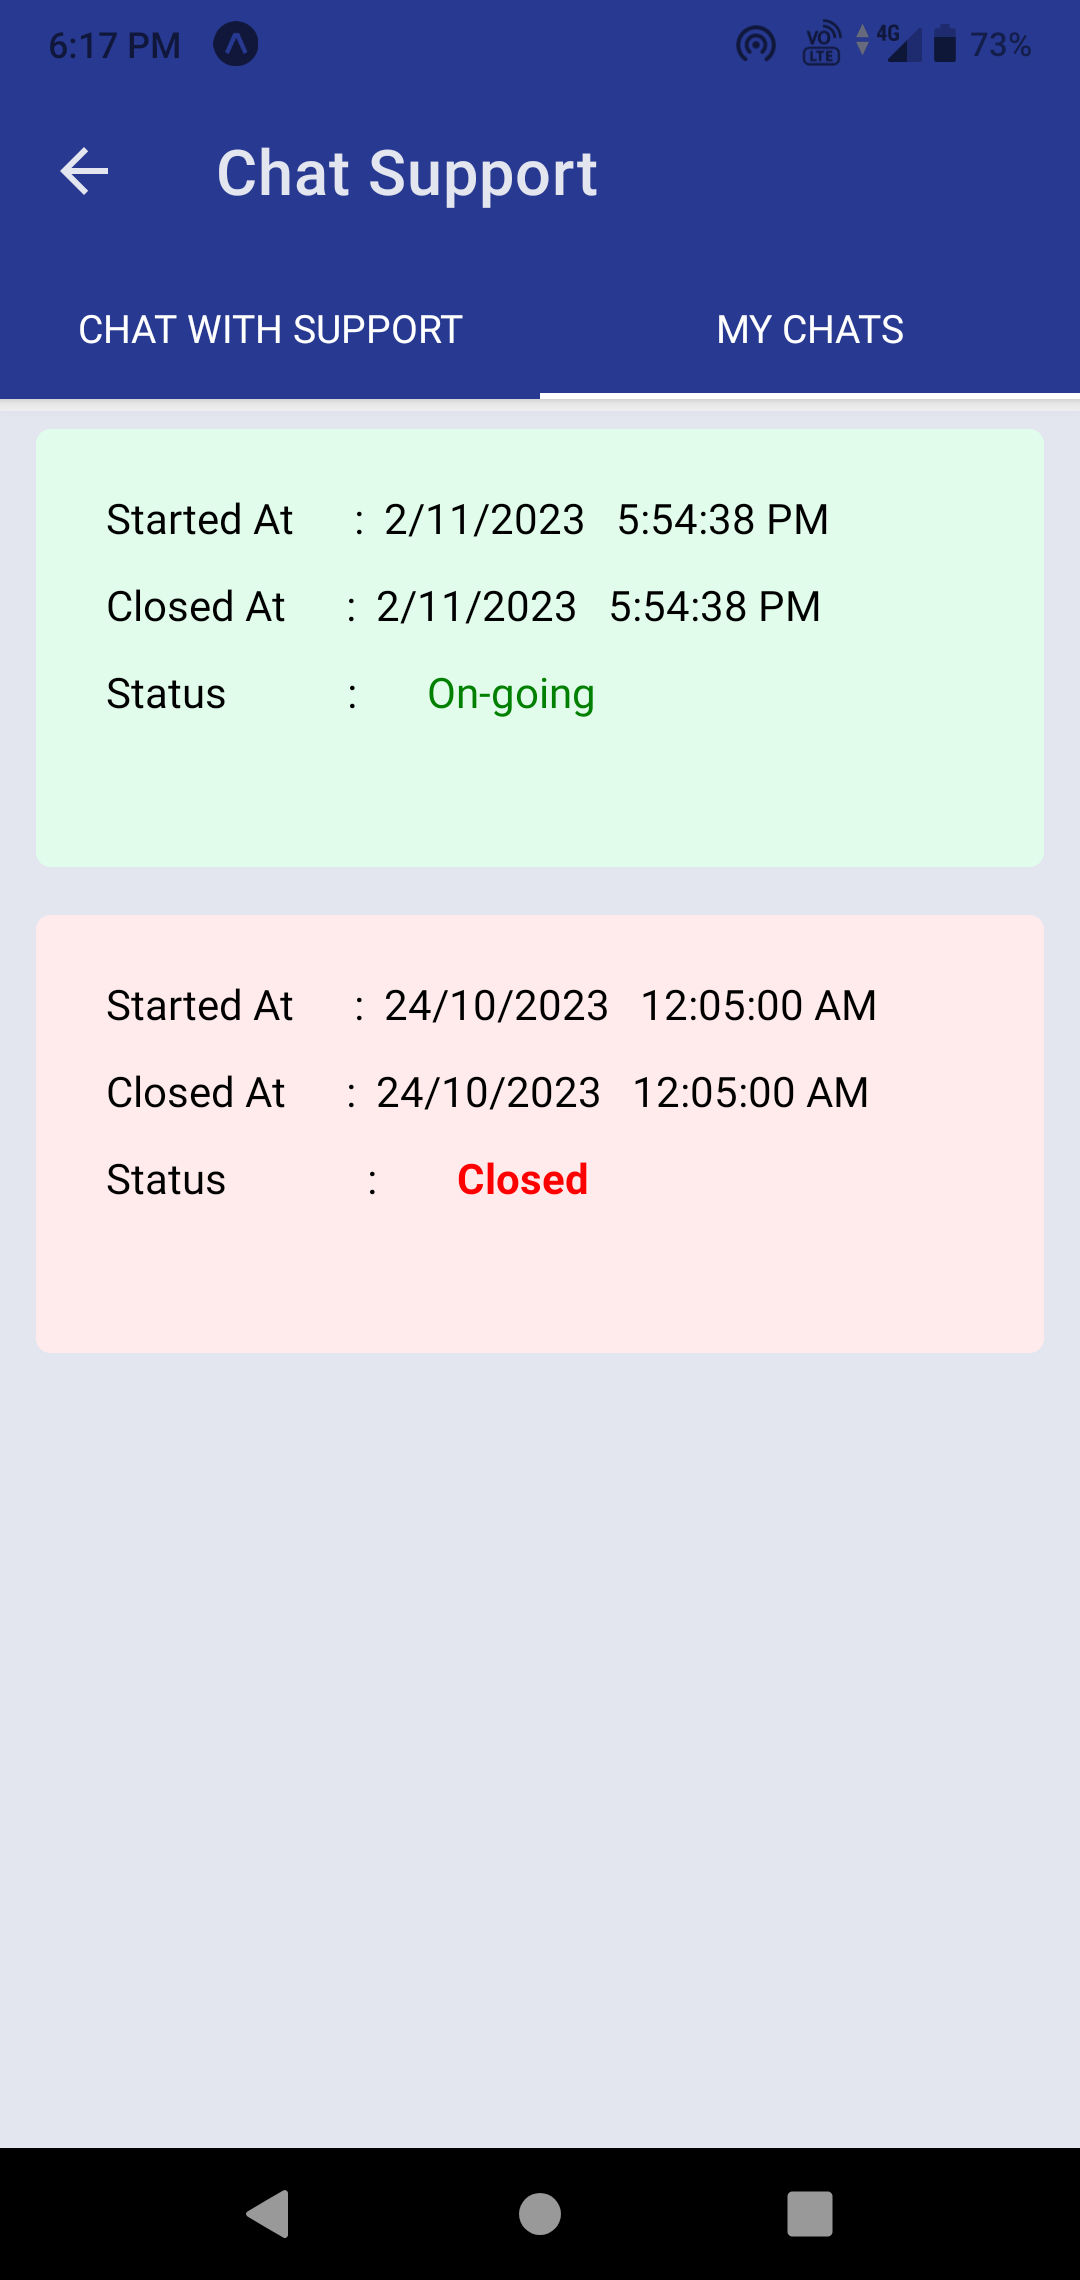 6:17 PM
VO LTE 4G 73%
Chat Support
CHAT WITH SUPPORT MY CHATS
Started At : 2/11/2023 5:54:38 PM
Closed At : 2/11/2023 5:54:38 PM
Status : On-going
Started At : 24/10/2023 12:05:00 AM
Closed At : 24/10/2023 12:05:00 AM
Status : Closed